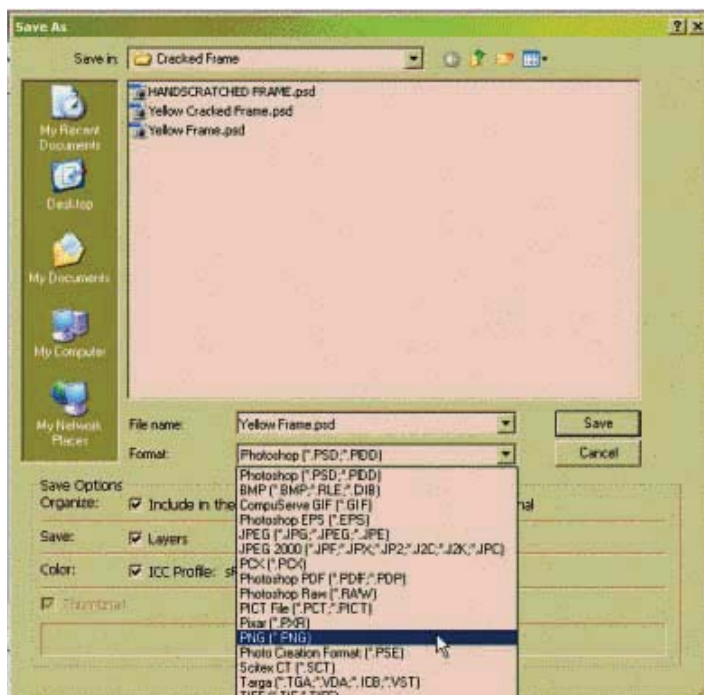 Save As
Save in: Cracked Frame
HANDSCRATCHED FRAME.psd
Yellow Cracked Frame.psd
Yellow Frame.psd
My Recent
Documents
Desktop
My Documents
My Computer
My Network
Places
File name: Yellow Frame.psd Save
Format: Photoshop (*.PSD;*.PDD) Cancel
Photoshop (*.PSD;*.PDD)
BMP (*.BMP;*.RLE;*.DIB)
CompuServe GIF (*.GIF)
Photoshop EPS (*.EPS)
JPEG (*.JPG;*.JPEG;*.JPE)
JPEG 2000 (*.JPF;*.JPX;*.JP2;*.J2C;*.J2K;*.JPC)
PCX (*.PCX)
Photoshop PDF (*.PDF;*.PDP)
Photoshop Raw (*.RAW)
PICT File (*.PCT;*.PICT)
Pixar (*.PXR)
PNG (*.PNG)
Photo Creation Format (*.PSE)
Scitex CT (*.SCT)
Targa (*.TGA;*.VDA;*.ICB;*.VST)
Save Options
Organize: Include in the
Save: Layers
Color: ICC Profile:
Thumbnail